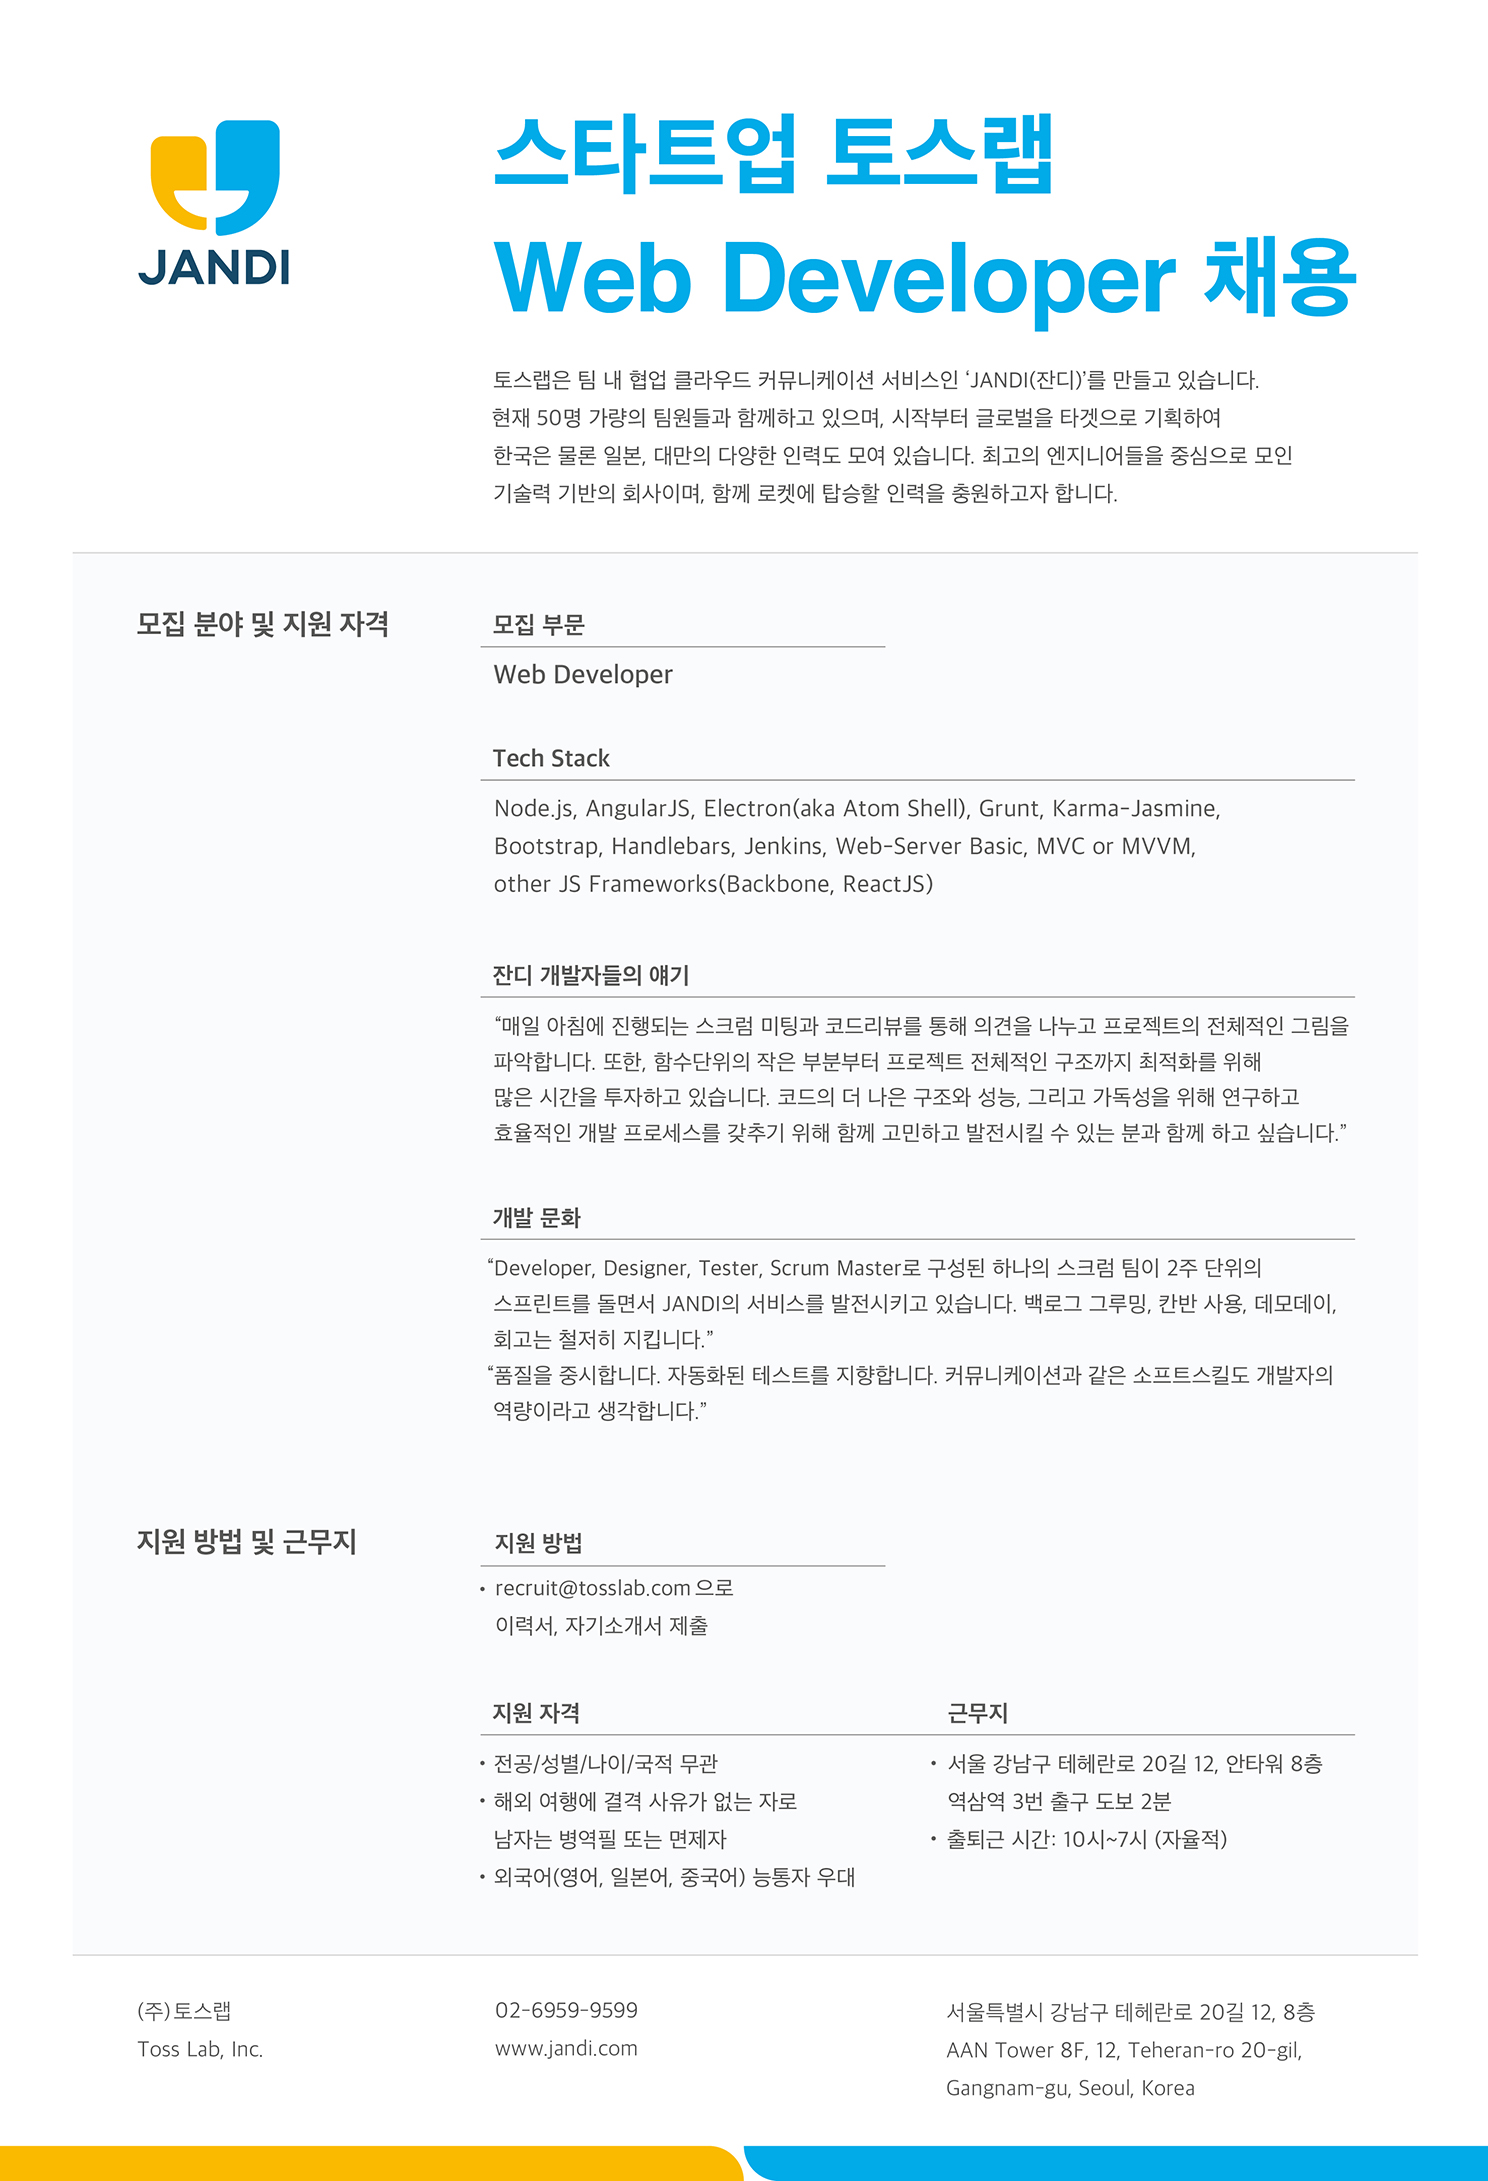 JANDI
스타트업 토스랩
Web Developer 채용
토스랩은 팀 내 협업 클라우드 커뮤니케이션 서비스인 ‘JANDI(잔디)’를 만들고 있습니다.
현재 50명 가량의 팀원들과 함께하고 있으며, 시작부터 글로벌을 타겟으로 기획하여
한국은 물론 일본, 대만의 다양한 인력도 모여 있습니다. 최고의 엔지니어들을 중심으로 모인
기술력 기반의 회사이며, 함께 로켓에 탑승할 인력을 충원하고자 합니다.
모집 분야 및 지원 자격
모집 부문
Web Developer
Tech Stack
Node.js, AngularJS, Electron(aka Atom Shell), Grunt, Karma-Jasmine,
Bootstrap, Handlebars, Jenkins, Web-Server Basic, MVC or MVVM,
other JS Frameworks(Backbone, ReactJS)
잔디 개발자들의 얘기
“매일 아침에 진행되는 스크럼 미팅과 코드리뷰를 통해 의견을 나누고 프로젝트의 전체적인 그림을
파악합니다. 또한, 함수단위의 작은 부분부터 프로젝트 전체적인 구조까지 최적화를 위해
많은 시간을 투자하고 있습니다. 코드의 더 나은 구조와 성능, 그리고 가독성을 위해 연구하고
효율적인 개발 프로세스를 갖추기 위해 함께 고민하고 발전시킬 수 있는 분과 함께 하고 싶습니다.”
개발 문화
“Developer, Designer, Tester, Scrum Master로 구성된 하나의 스크럼 팀이 2주 단위의
스프린트를 돌면서 JANDI의 서비스를 발전시키고 있습니다. 백로그 그루밍, 칸반 사용, 데모데이,
회고는 철저히 지킵니다.”
“품질을 중시합니다. 자동화된 테스트를 지향합니다. 커뮤니케이션과 같은 소프트스킬도 개발자의
역량이라고 생각합니다.”
지원 방법 및 근무지
지원 방법
• recruit@tosslab.com으로
이력서, 자기소개서 제출
지원 자격
• 전공/성별/나이/국적 무관
• 해외 여행에 결격 사유가 없는 자로
남자는 병역필 또는 면제자
• 외국어(영어, 일본어, 중국어) 능통자 우대
근무지
• 서울 강남구 테헤란로 20길 12, 안타워 8층
역삼역 3번 출구 도보 2분
• 출퇴근 시간: 10시~7시 (자율적)
(주)토스랩
Toss Lab, Inc.
02-6959-9599
www.jandi.com
서울특별시 강남구 테헤란로 20길 12, 8층
AAN Tower 8F, 12, Teheran-ro 20-gil,
Gangnam-gu, Seoul, Korea